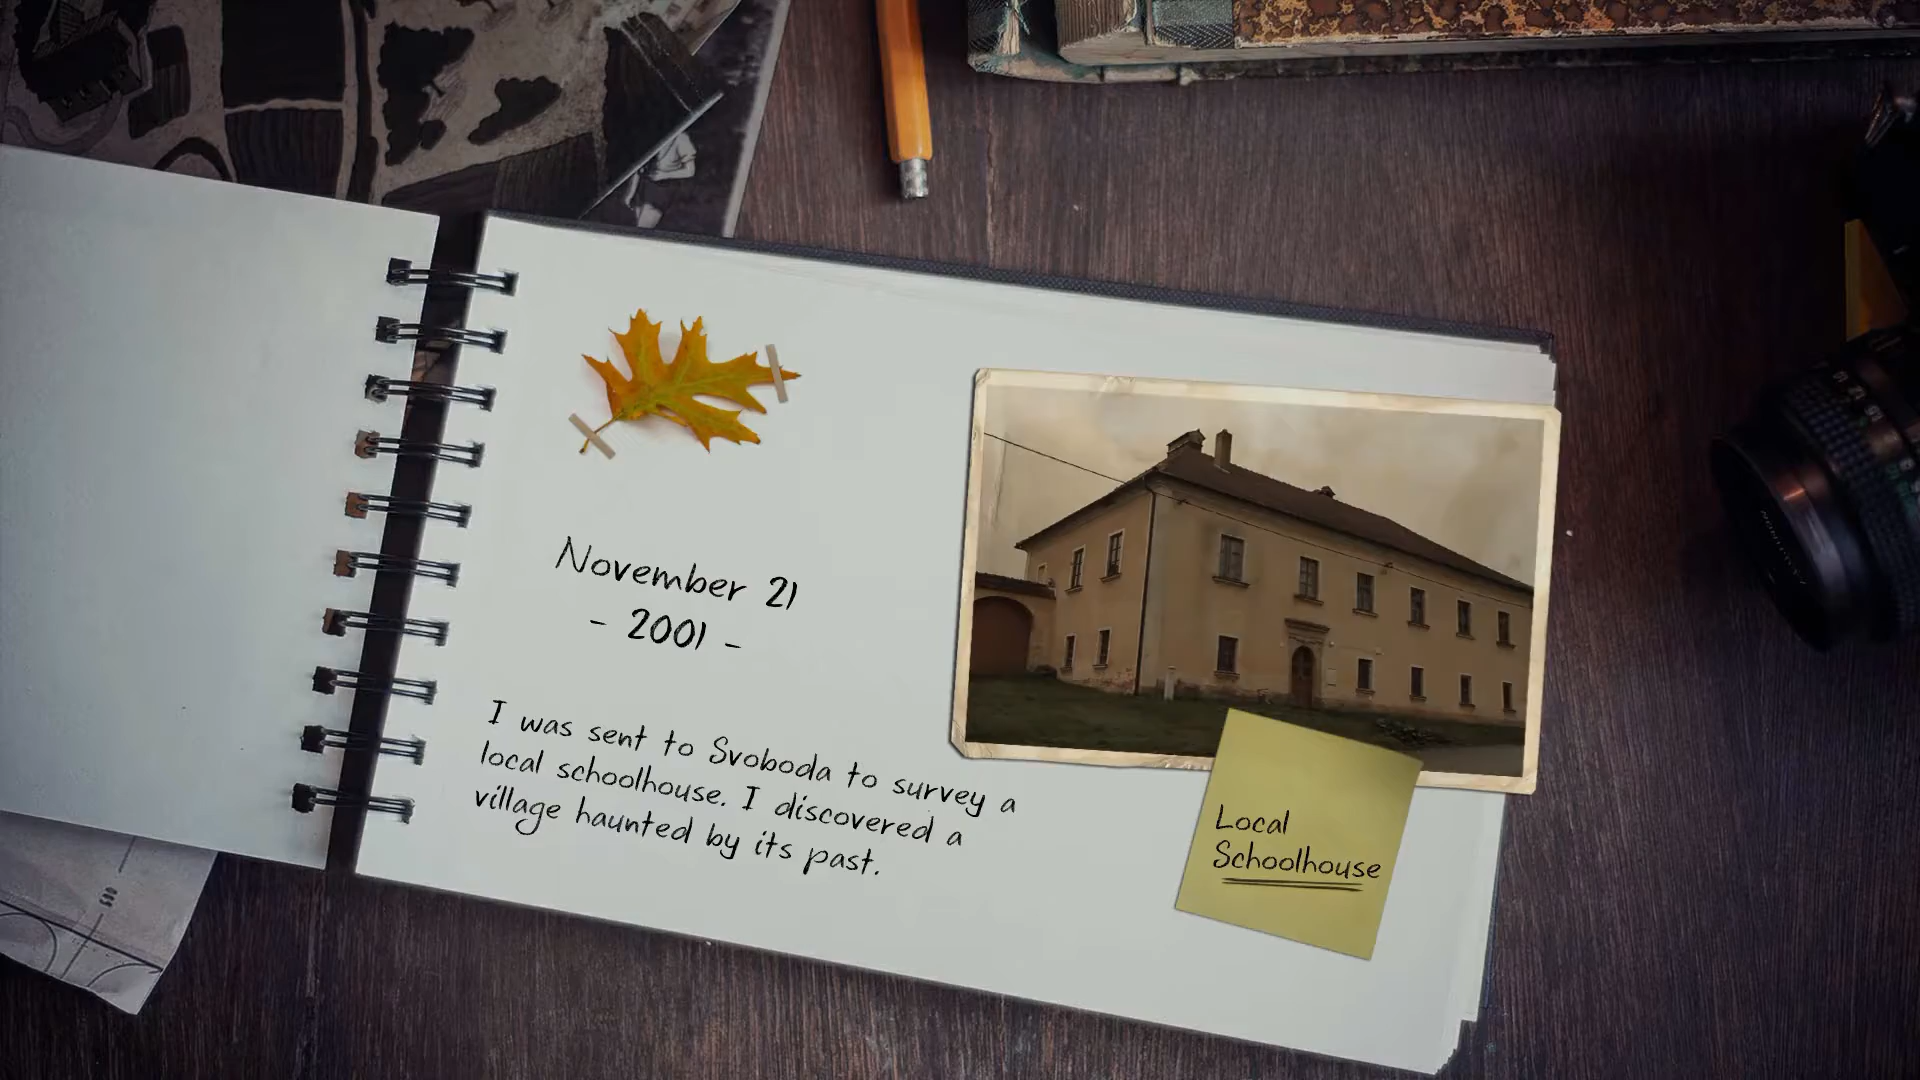 November 21
- 2001 -
I was sent to Svoboda to survey a
local schoolhouse. I discovered a
village haunted by its past.
Local
Schoolhouse